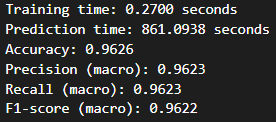 Training time: 0.2700 seconds
Prediction time: 861.0938 seconds
Accuracy: 0.9626
Precision (macro): 0.9623
Recall (macro): 0.9623
F1-score (macro): 0.9622